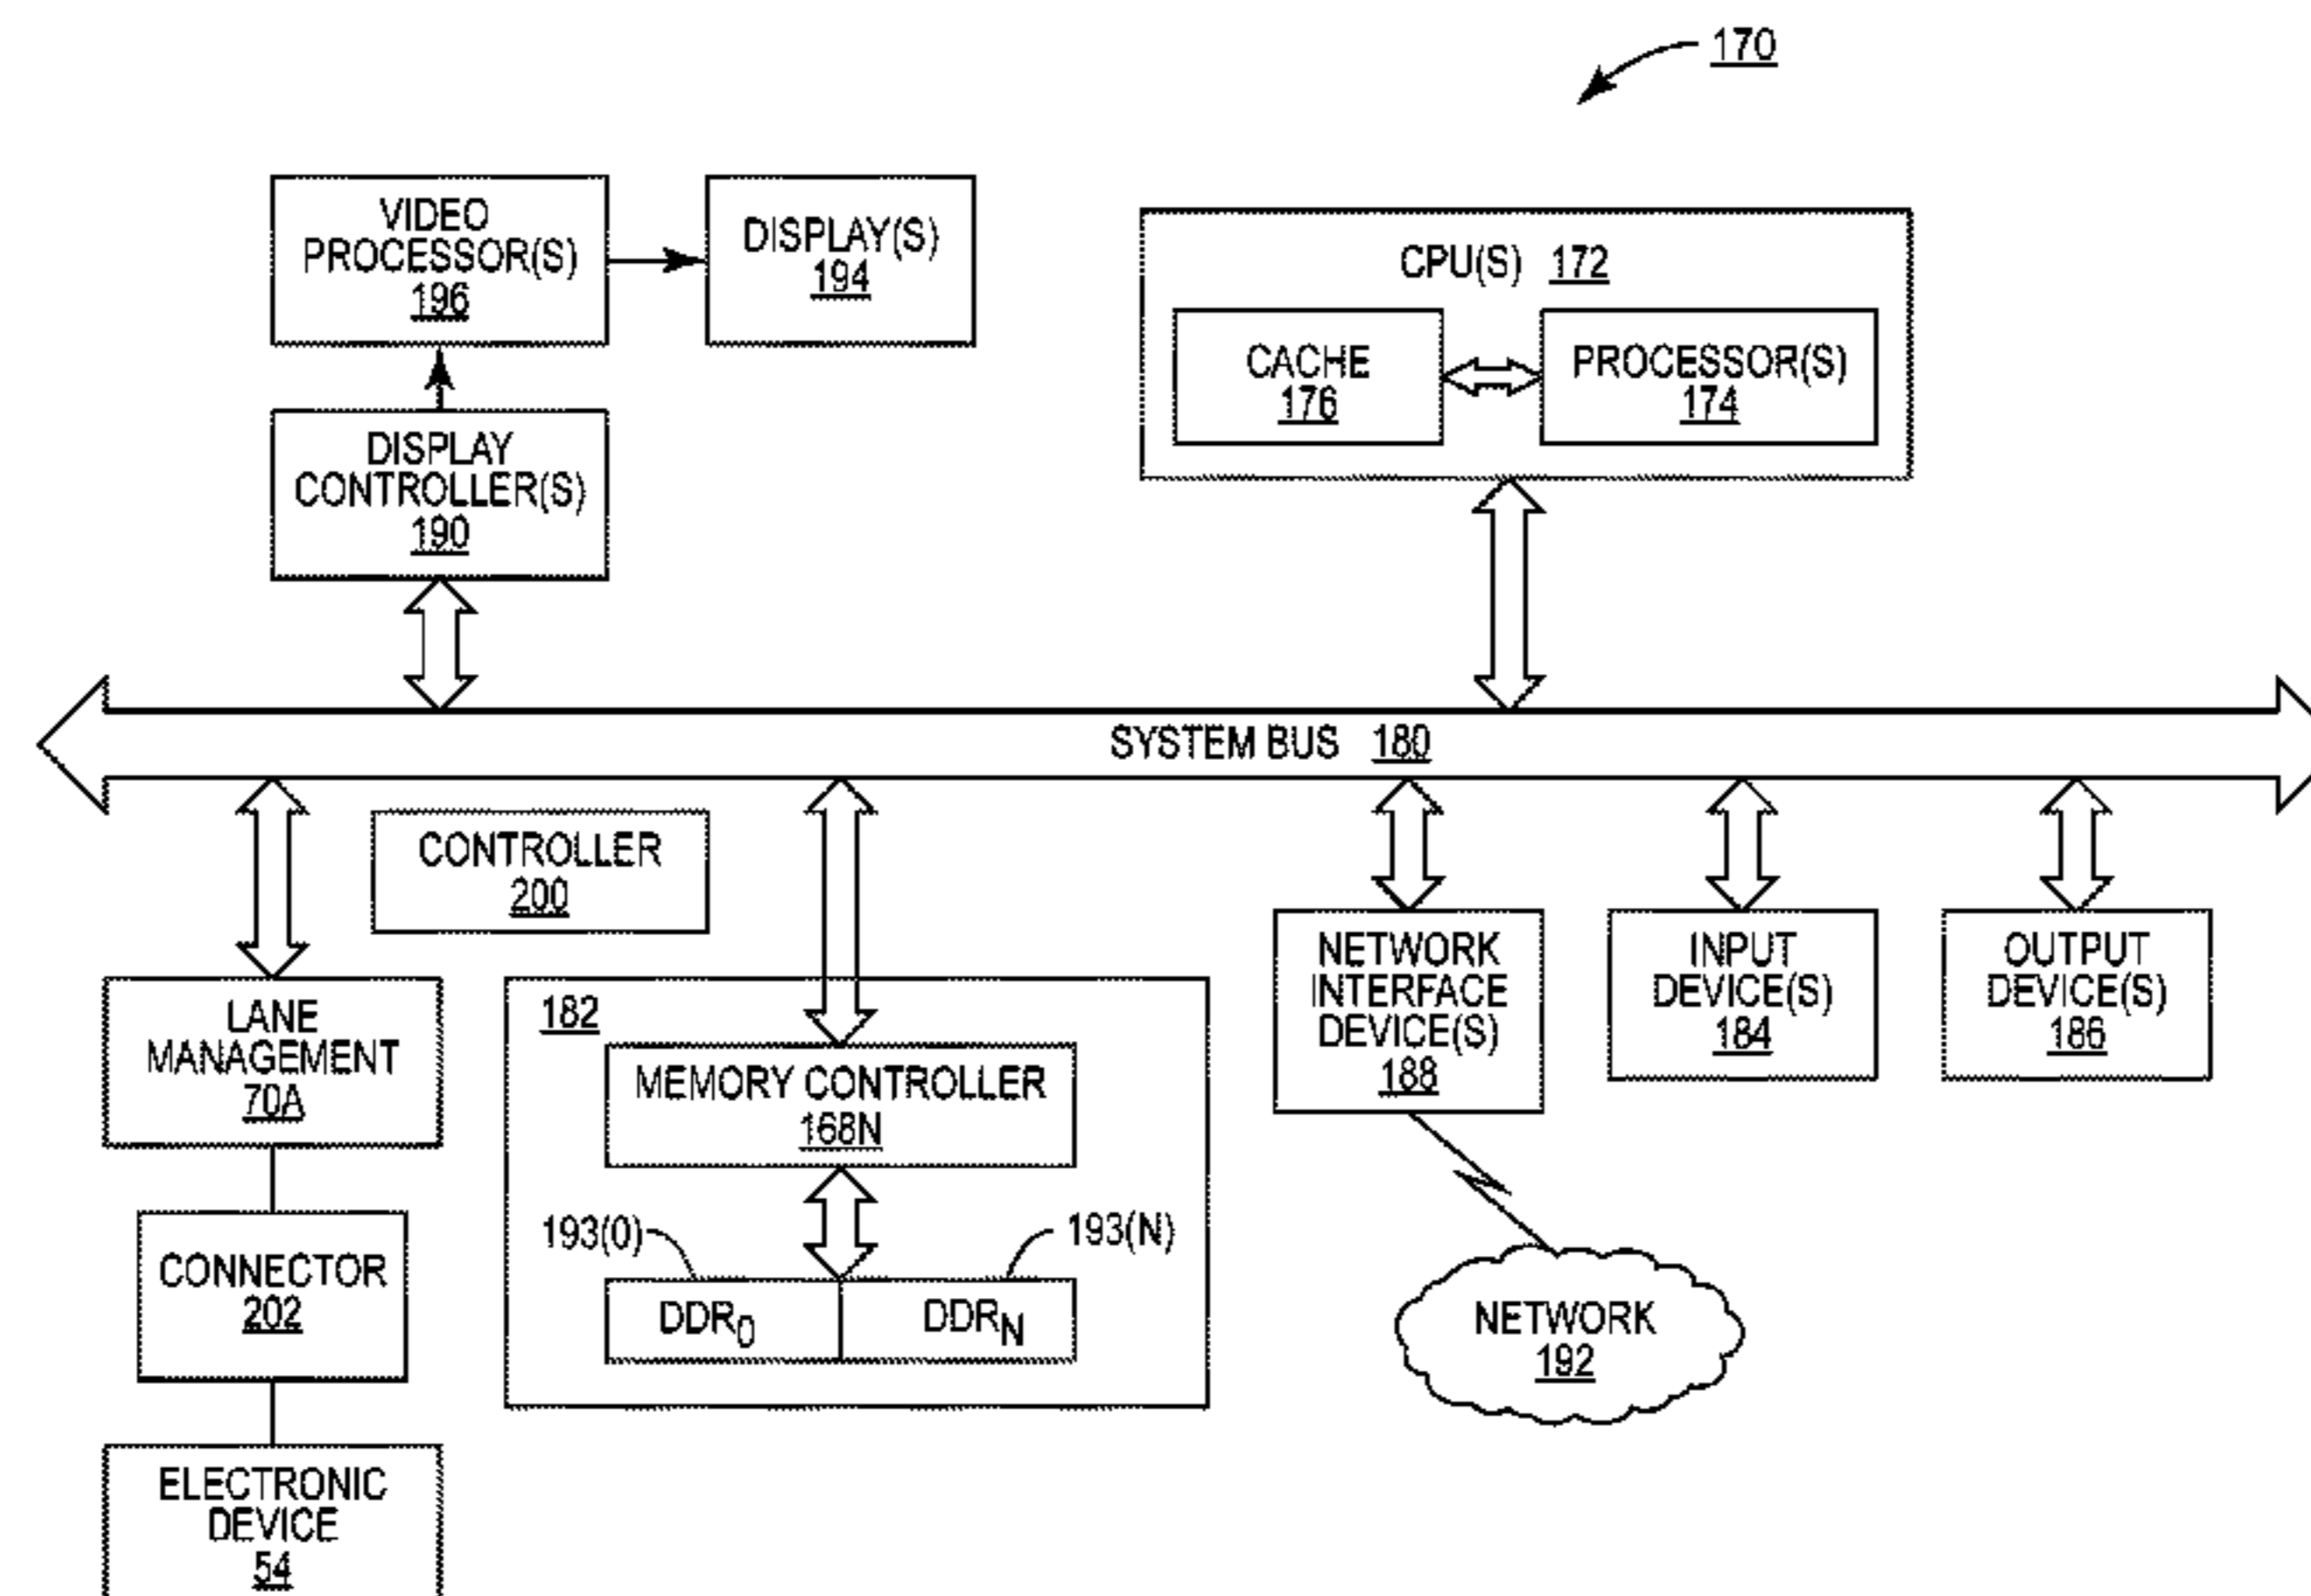 170
VIDEO
PROCESSOR(S)
196
DISPLAY(S)
194
CPU(S) 172
CACHE
176
PROCESSOR(S)
174
DISPLAY
CONTROLLER(S)
190
SYSTEM BUS 180
CONTROLLER
200
LANE
MANAGEMENT
70A
182
MEMORY CONTROLLER
168N
193(0)
193(N)
DDR0
DDRN
NETWORK
INTERFACE
DEVICE(S)
188
INPUT
DEVICE(S)
184
OUTPUT
DEVICE(S)
186
CONNECTOR
202
NETWORK
192
ELECTRONIC
DEVICE
54